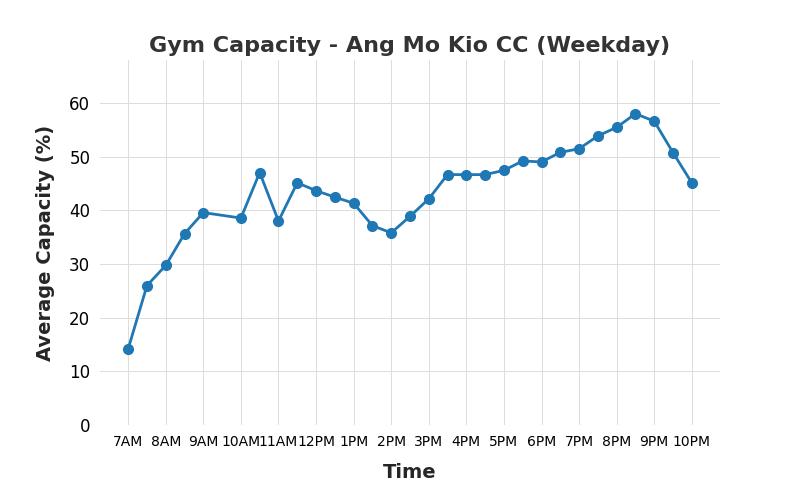 Gym Capacity - Ang Mo Kio CC (Weekday)
Average Capacity (%)
60
50
40
30
20
10
0
7AM 8AM 9AM 10AM 11AM 12PM 1PM 2PM 3PM 4PM 5PM 6PM 7PM 8PM 9PM 10PM
Time